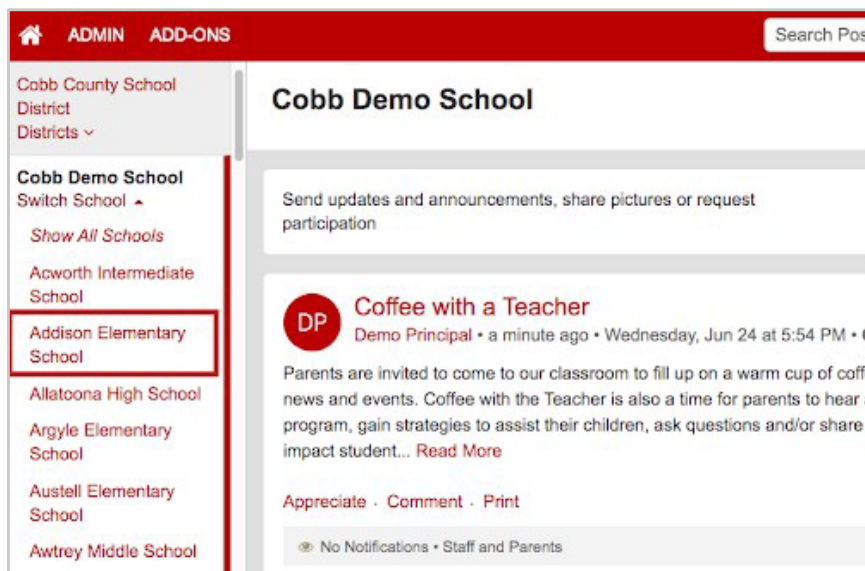 ADMIN ADD-ONS
Search Pos
Cobb County School
District
Districts
Cobb Demo School
Switch School
Show All Schools
Acworth Intermediate
School
Addison Elementary
School
Allatoona High School
Argyle Elementary
School
Austell Elementary
School
Awtrey Middle School
Cobb Demo School
Send updates and announcements, share pictures or request
participation
DP
Coffee with a Teacher
Demo Principal • a minute ago • Wednesday, Jun 24 at 5:54 PM •
Parents are invited to come to our classroom to fill up on a warm cup of coff
news and events. Coffee with the Teacher is also a time for parents to hear
program, gain strategies to assist their children, ask questions and/or share
impact student... Read More
Appreciate · Comment · Print
No Notifications • Staff and Parents